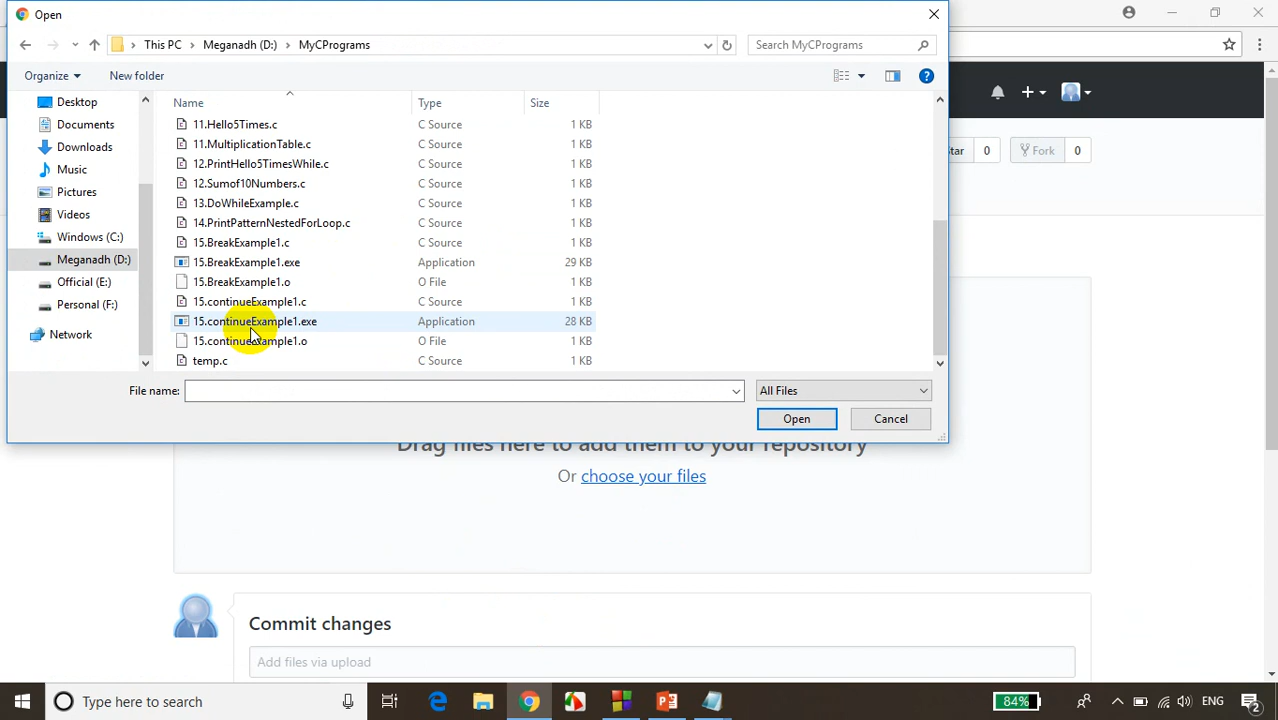 Open
This PC > Meganadh (D:) > MyCPrograms
Search MyCPrograms
Organize
New folder
Name
Type
Size
Desktop
Documents
Downloads
Music
Pictures
Videos
Windows (C:)
Meganadh (D:)
Official (E:)
Personal (F:)
Network
11.Hello5Times.c C Source 1 KB
11.MultiplicationTable.c C Source 1 KB
12.PrintHello5TimesWhile.c C Source 1 KB
12.Sumof10Numbers.c C Source 1 KB
13.DoWhileExample.c C Source 1 KB
14.PrintPatternNestedForLoop.c C Source 1 KB
15.BreakExample1.c C Source 1 KB
15.BreakExample1.exe Application 29 KB
15.BreakExample1.o O File 1 KB
15.continueExample1.c C Source 1 KB
15.continueExample1.exe Application 28 KB
15.continueExample1.o O File 1 KB
temp.c C Source 1 KB
File name:
All Files
Open
Cancel
Star 0
Fork 0
Drag files here to add them to your repository
Or choose your files
Commit changes
Add files via upload
Type here to search
84%
ENG
2